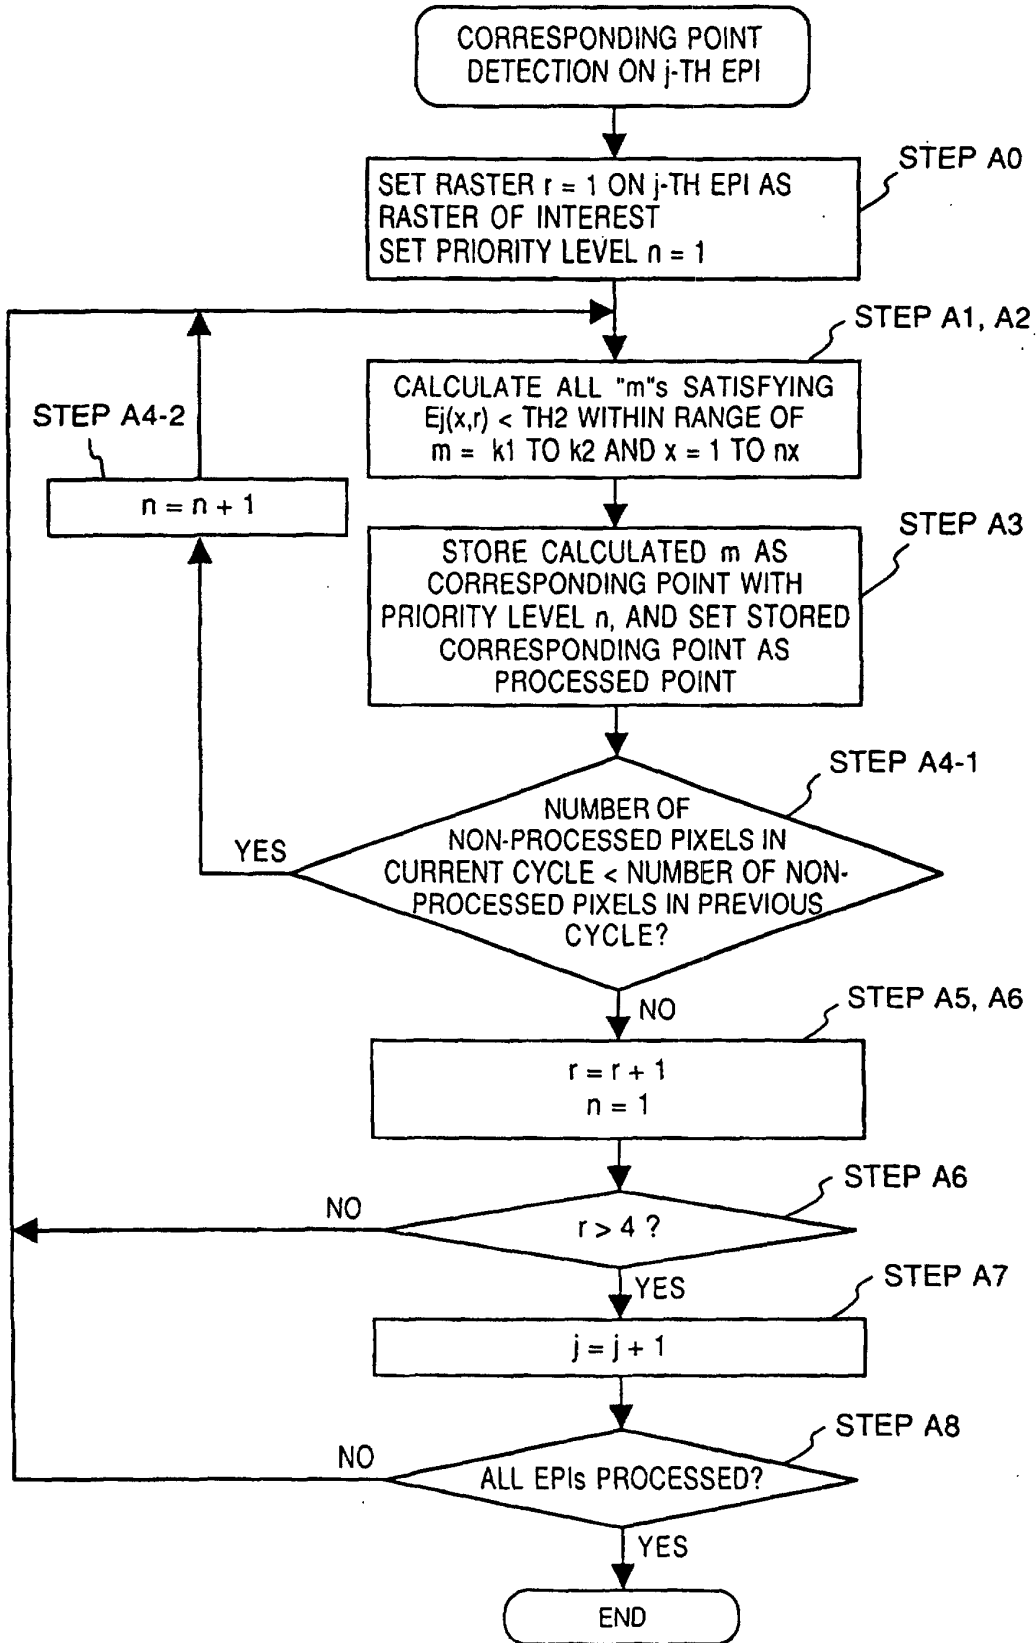 CORRESPONDING POINT
DETECTION ON j-TH EPI
STEP A0
SET RASTER r = 1 ON j-TH EPI AS
RASTER OF INTEREST
SET PRIORITY LEVEL n = 1
STEP A1, A2
CALCULATE ALL "m"s SATISFYING
Ej(x,r) < TH2 WITHIN RANGE OF
m = k1 TO k2 AND x = 1 TO nx
STEP A4-2
n = n + 1
STEP A3
STORE CALCULATED m AS
CORRESPONDING POINT WITH
PRIORITY LEVEL n, AND SET STORED
CORRESPONDING POINT AS
PROCESSED POINT
STEP A4-1
NUMBER OF
NON-PROCESSED PIXELS IN
CURRENT CYCLE < NUMBER OF NON-
PROCESSED PIXELS IN PREVIOUS
CYCLE?
YES
NO
STEP A5, A6
r = r + 1
n = 1
STEP A6
r > 4 ?
NO
YES
STEP A7
j = j + 1
STEP A8
ALL EPIs PROCESSED?
NO
YES
END